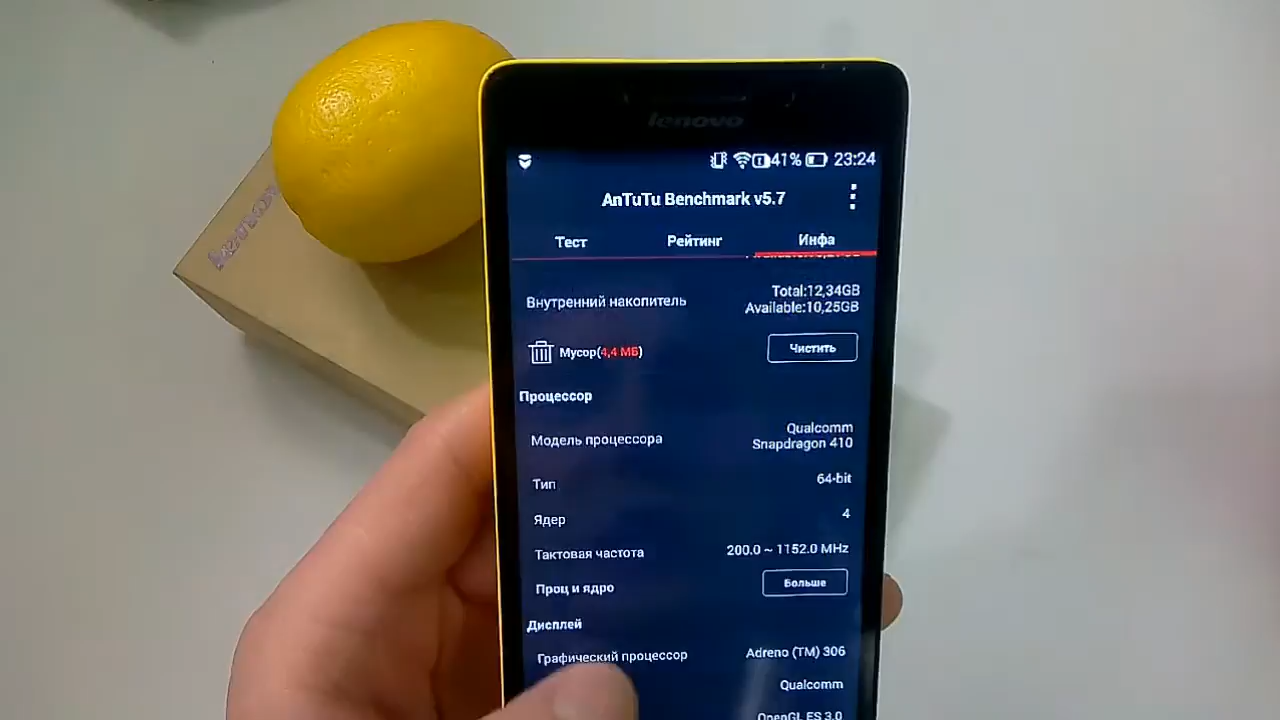 lenovo
41% 23:24
AnTuTu Benchmark v5.7
Тест Рейтинг Инфа
Внутренний накопитель
Total:12,34GB
Available:10,25GB
Мусор(4,4 МБ) Чистить
Процессор
Модель процессора
Qualcomm
Snapdragon 410
Тип 64-bit
Ядер 4
Тактовая частота 200.0 ~ 1152.0 MHz
Проц и ядро Больше
Дисплей
Графический процессор Adreno (TM) 306
Qualcomm
OpenGL ES 3.0